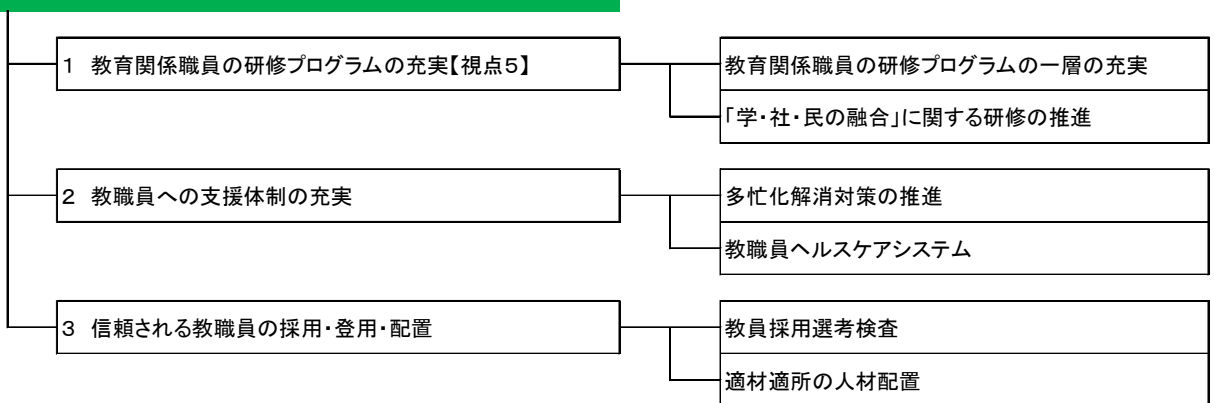 1 教育関係職員の研修プログラムの充実【視点5】
教育関係職員の研修プログラムの一層の充実
「学・社・民の融合」に関する研修の推進
2 教職員への支援体制の充実
多忙化解消対策の推進
教職員ヘルスケアシステム
3 信頼される教職員の採用・登用・配置
教員採用選考検査
適材適所の人材配置